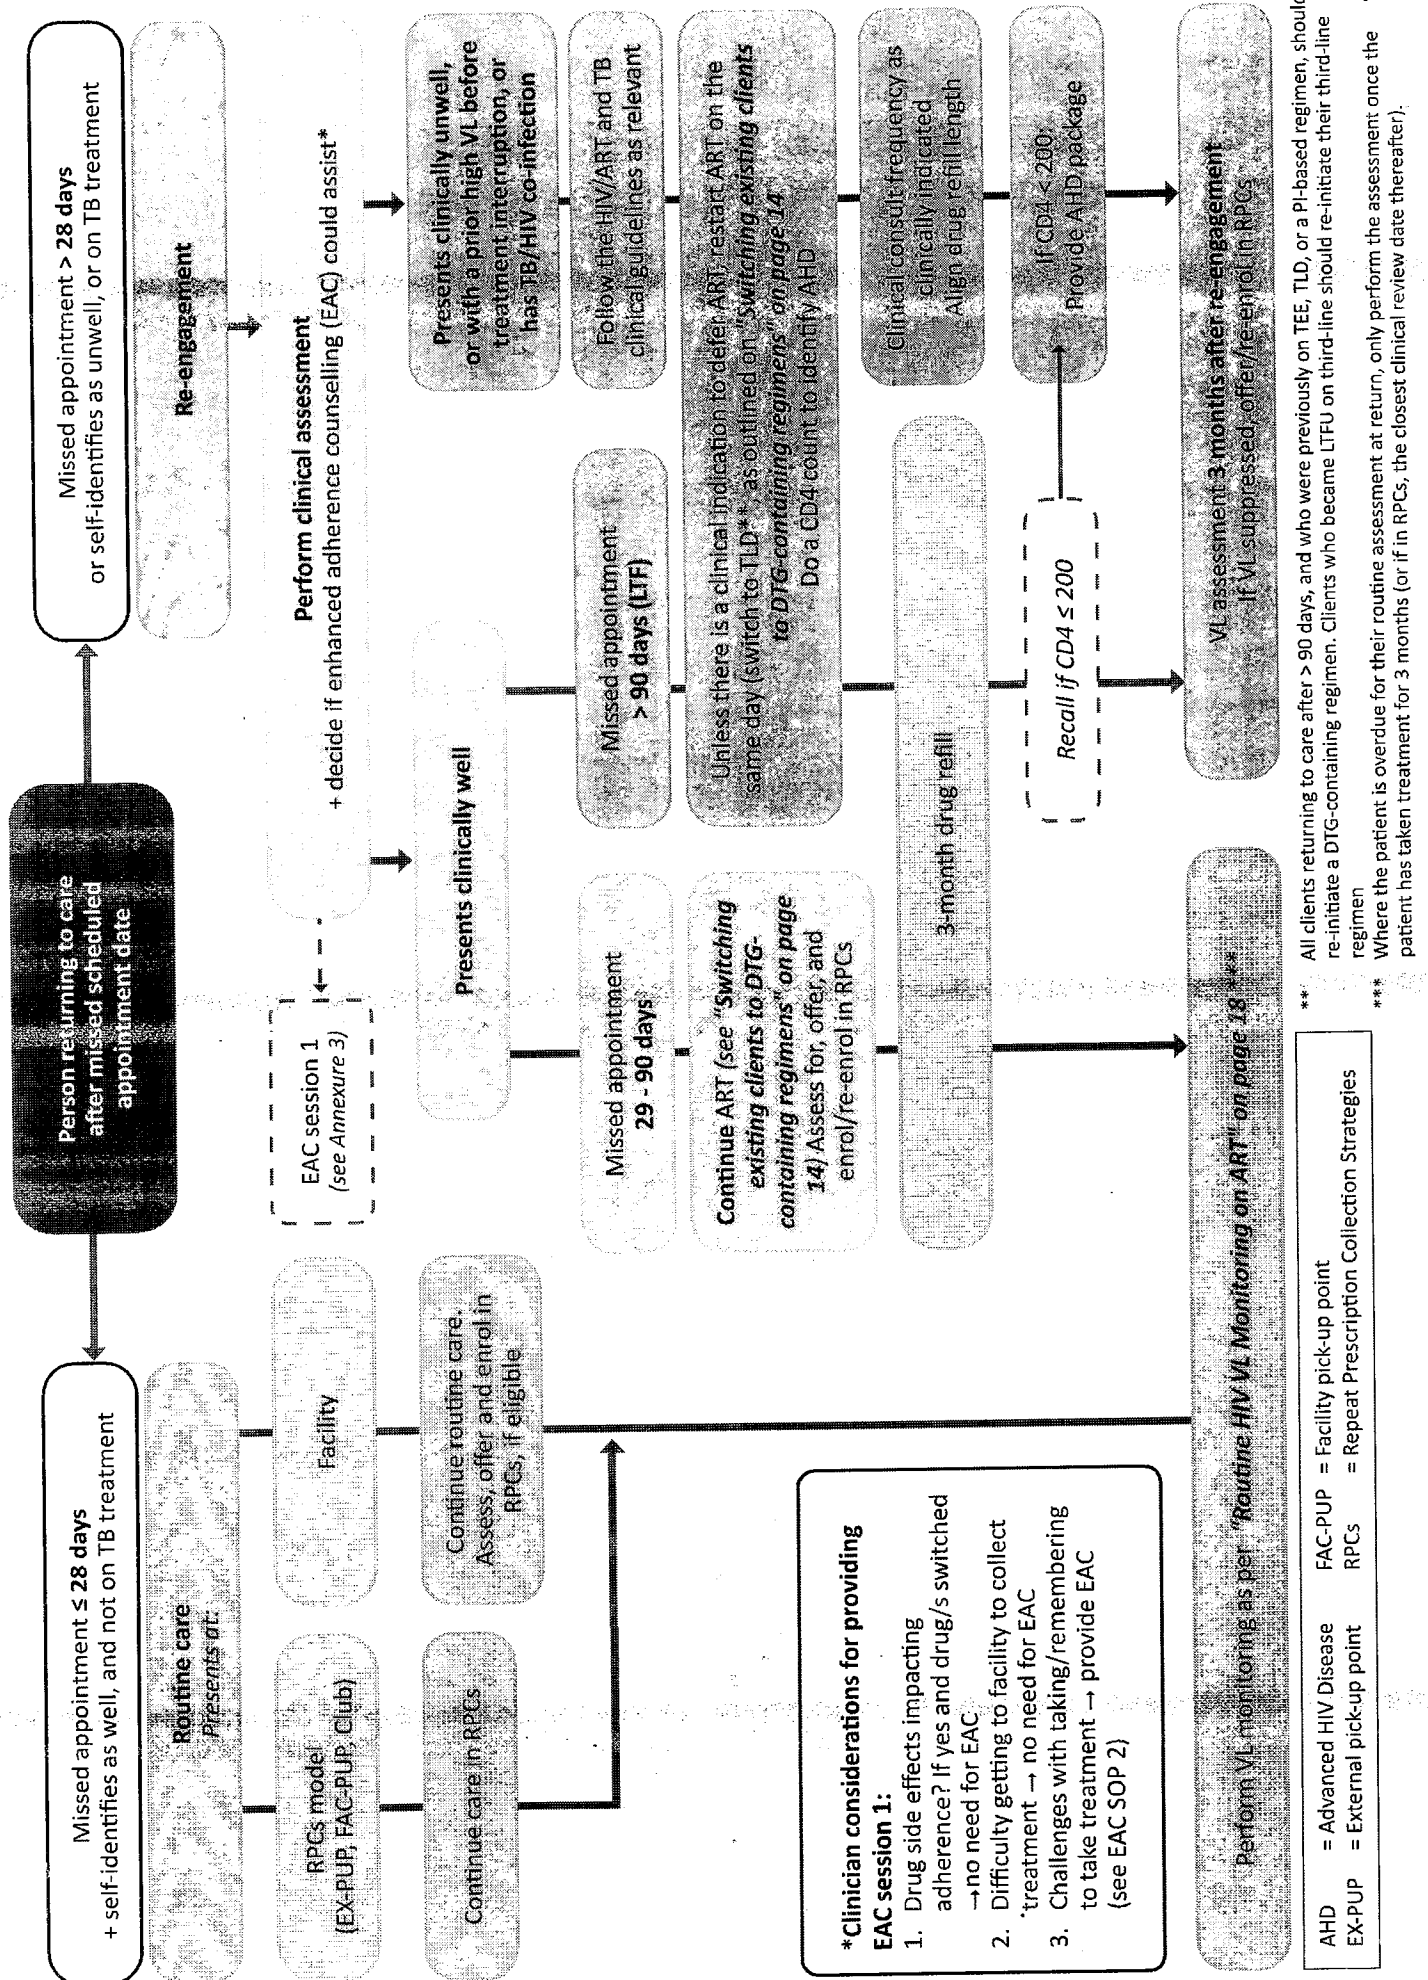 Person returning to care
after missed scheduled
appointment date
Missed appointment ≤ 28 days
+ self-identifies as well, and not on TB treatment
Routine care
Presents at:
RPCs model
(EX-PUP, FAC-PUP, Club)
Continue care in RPCs
Facility
Continue routine care.
Assess, offer and enrol in
RPCs, if eligible
Missed appointment > 28 days
or self-identifies as unwell, or on TB treatment
Re-engagement
Perform clinical assessment
+ decide if enhanced adherence counselling (EAC) could assist*
EAC session 1
(see Annexure 3)
Presents clinically well
Missed appointment
29 - 90 days
Continue ART (see "Switching
existing clients to DTG-
containing regimens" on page
14) Assess for, offer, and
enrol/re-enrol in RPCs
Missed appointment
> 90 days (LTF)
Presents clinically unwell,
or with a prior high VL before
treatment interruption, or
has TB/HIV co-infection
Follow the HIV/ART and TB
clinical guidelines as relevant
Unless there is a clinical indication to defer ART, restart ART on the
same day (switch to TLD**, as outlined on "Switching existing clients
to DTG-containing regimens" on page 14
Do a CD4 count to identify AHD
3-month drug refill
Clinical consult frequency as
clinically indicated
Align drug refill length
Recall if CD4 ≤ 200
If CD4 < 200,
Provide AHD package
VL assessment 3 months after re-engagement
If VL suppressed, offer/re-enrol in RPCs
Perform VL monitoring as per "Routine HIV VL Monitoring on ART" on page 18 ***
*Clinician considerations for providing
EAC session 1:
1. Drug side effects impacting
adherence? If yes and drug/s switched
→no need for EAC
2. Difficulty getting to facility to collect
treatment → no need for EAC
3. Challenges with taking/remembering
to take treatment → provide EAC
(see EAC SOP 2)
AHD = Advanced HIV Disease FAC-PUP = Facility pick-up point
EX-PUP = External pick-up point RPCs = Repeat Prescription Collection Strategies
** All clients returning to care after > 90 days, and who were previously on TEE, TLD, or a PI-based regimen, should
re-initiate a DTG-containing regimen. Clients who became LTFU on third-line should re-initiate their third-line
regimen
*** Where the patient is overdue for their routine assessment at return, only perform the assessment once the
patient has taken treatment for 3 months (or if in RPCs, the closest clinical review date thereafter).